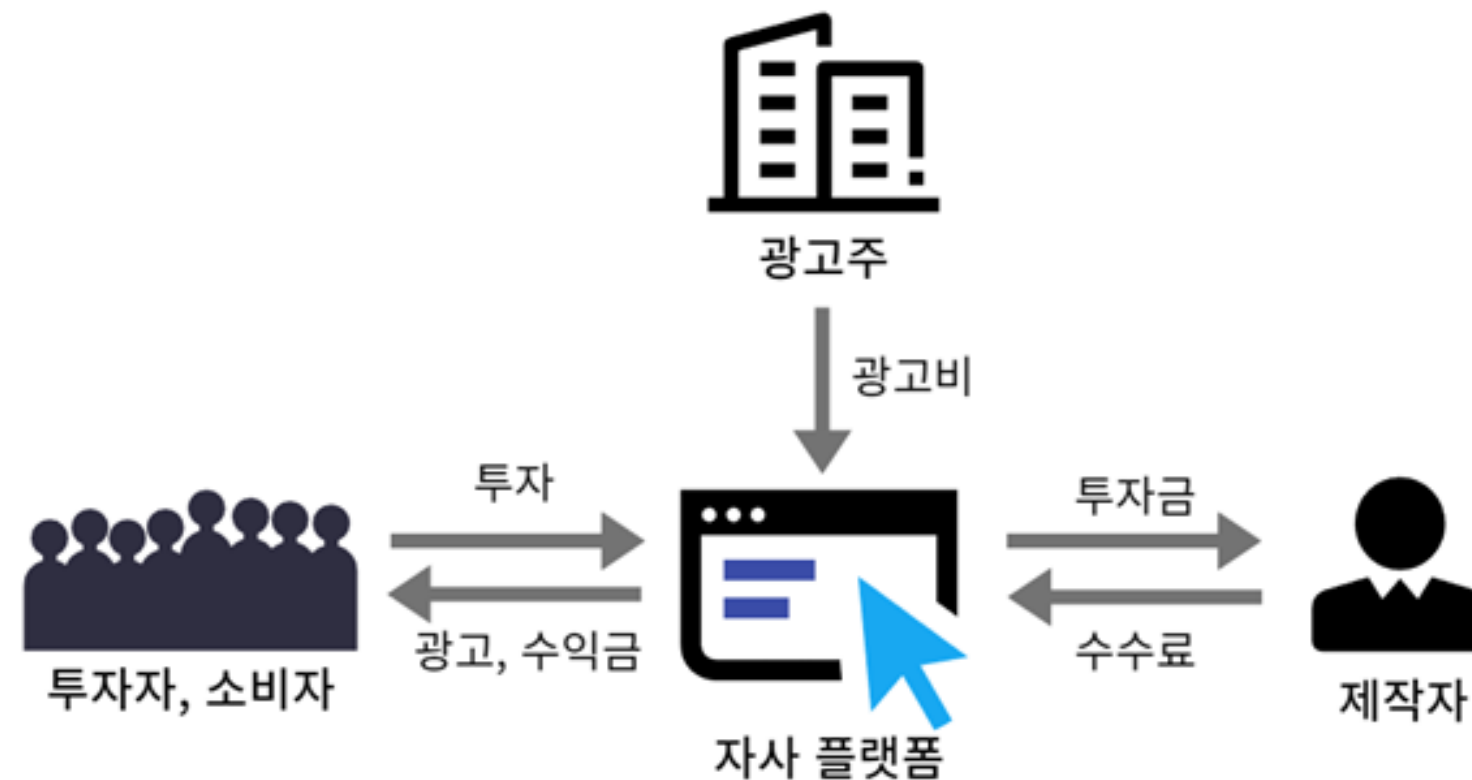 광고주
광고비
투자
투자금
광고, 수익금
수수료
투자자, 소비자
제작자
자사 플랫폼